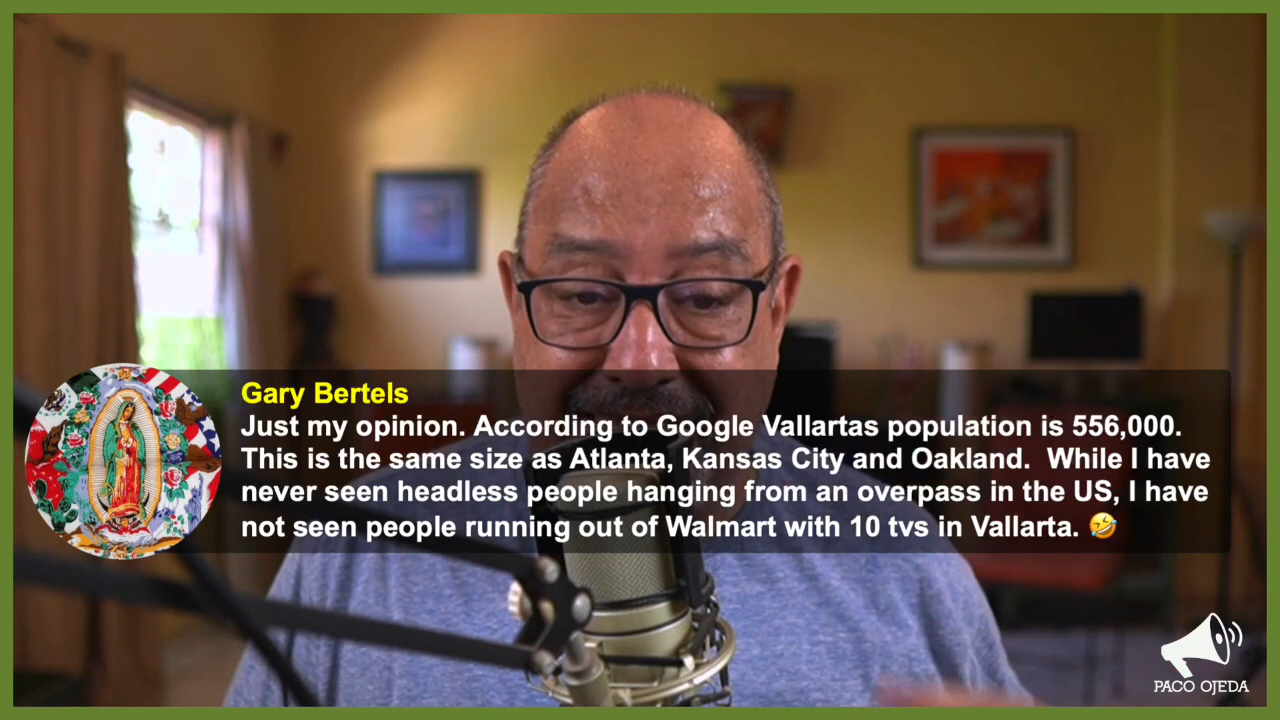 Gary Bertels
Just my opinion. According to Google Vallartas population is 556,000.
This is the same size as Atlanta, Kansas City and Oakland.  While I have
never seen headless people hanging from an overpass in the US, I have
not seen people running out of Walmart with 10 tvs in Vallarta. 🤣
PACO OJEDA